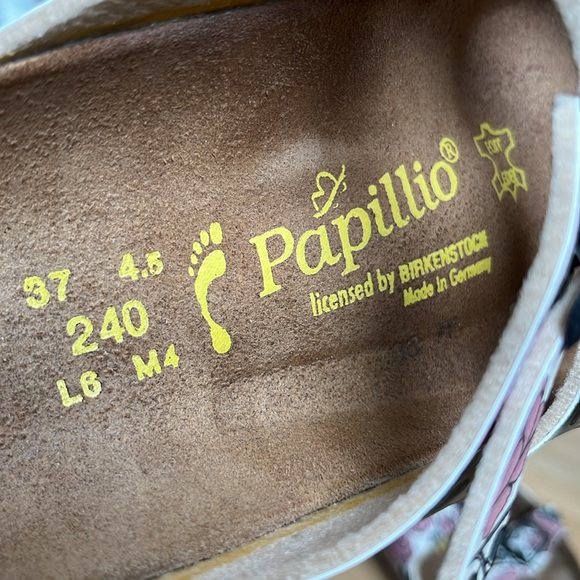 37 4.5
240
L6 M4
Papillio®
licensed by BIRKENSTOCK
Made in Germany